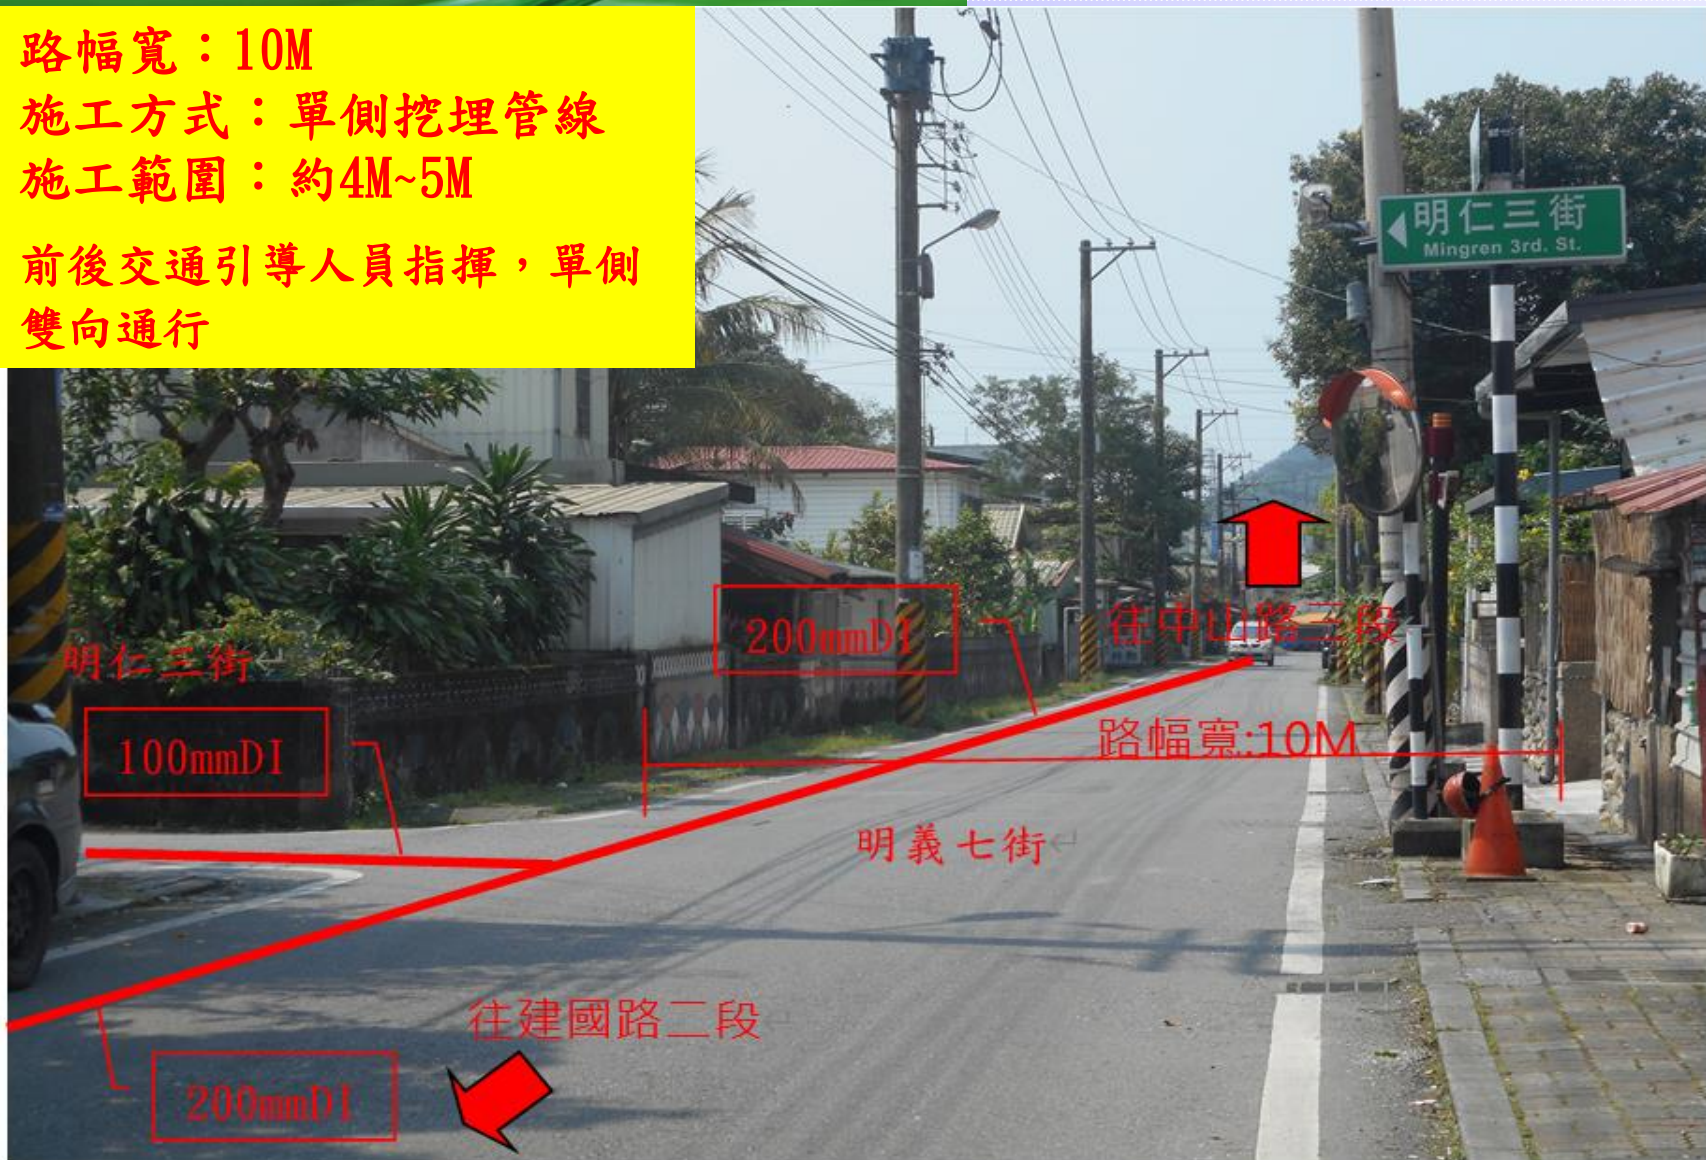 路幅寬：10M
施工方式：單側挖埋管線
施工範圍：約4M~5M
前後交通引導人員指揮，單側
雙向通行
明仁三街
Mingren 3rd. St.
200mmDI
往中山路三段
明仁三街
100mmDI
路幅寬:10M
明義七街
往建國路二段
200mmDI